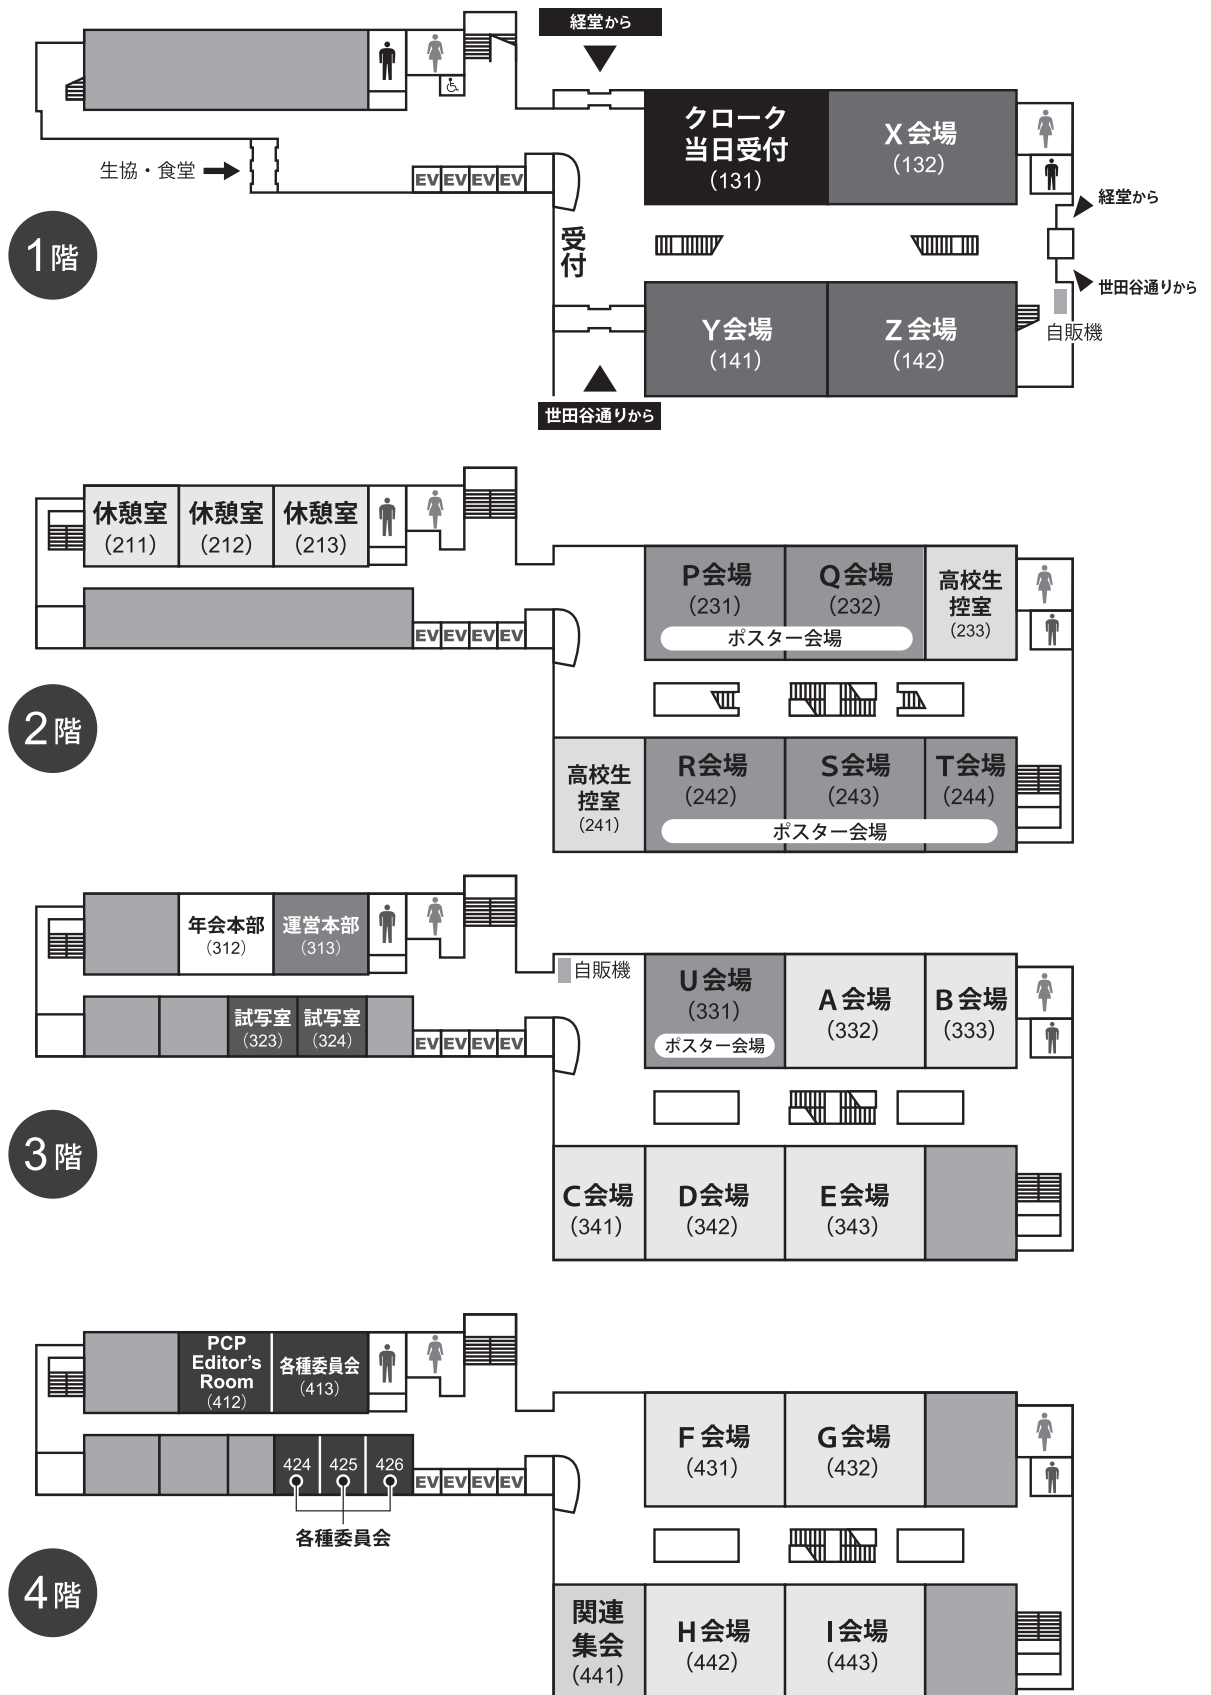 経堂から
クローク
当日受付
（131）
X会場
（132）
生協・食堂
EV EV EV EV
経堂から
受付
1階
世田谷通りから
Y会場
（141）
Z会場
（142）
自販機
世田谷通りから
休憩室
（211）
休憩室
（212）
休憩室
（213）
P会場
（231）
Q会場
（232）
ポスター会場
高校生
控室
（233）
EV EV EV EV
2階
高校生
控室
（241）
R会場
（242）
S会場
（243）
T会場
（244）
ポスター会場
年会本部
（312）
運営本部
（313）
自販機
試写室
（323）
試写室
（324）
EV EV EV EV
U会場
（331）
ポスター会場
A会場
（332）
B会場
（333）
3階
C会場
（341）
D会場
（342）
E会場
（343）
PCP
Editor’s
Room
（412）
各種委員会
（413）
424 425 426
各種委員会
EV EV EV EV
F会場
（431）
G会場
（432）
4階
関連
集会
（441）
H会場
（442）
I会場
（443）